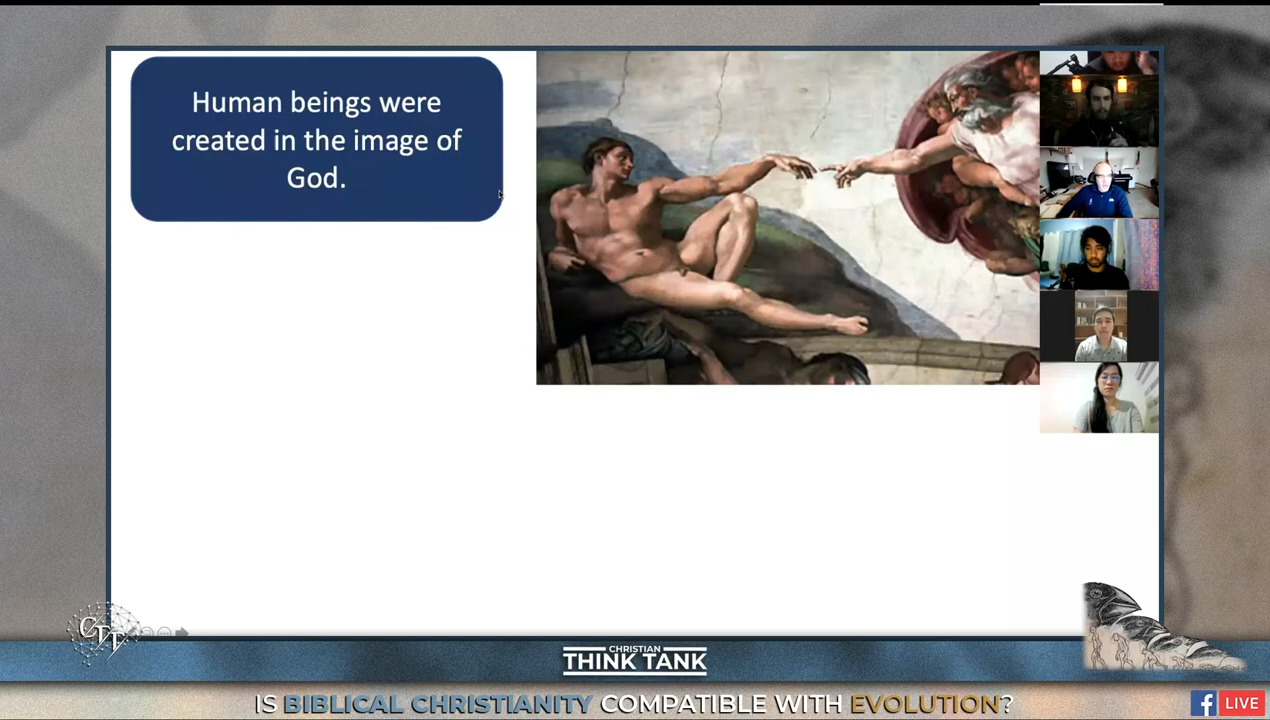 Human beings were
created in the image of
God.
CTT
CHRISTIAN
THINK TANK
IS BIBLICAL CHRISTIANITY COMPATIBLE WITH EVOLUTION?
f LIVE